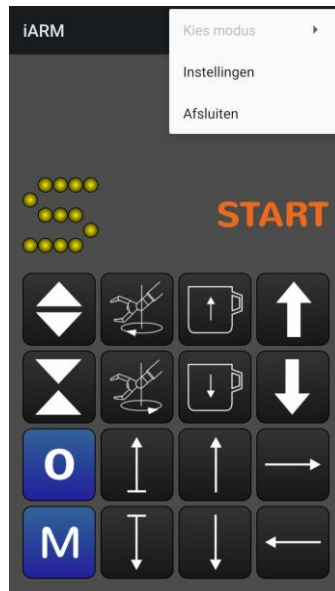 iARM
Kies modus
Instellingen
Afsluiten
S
START
O
M